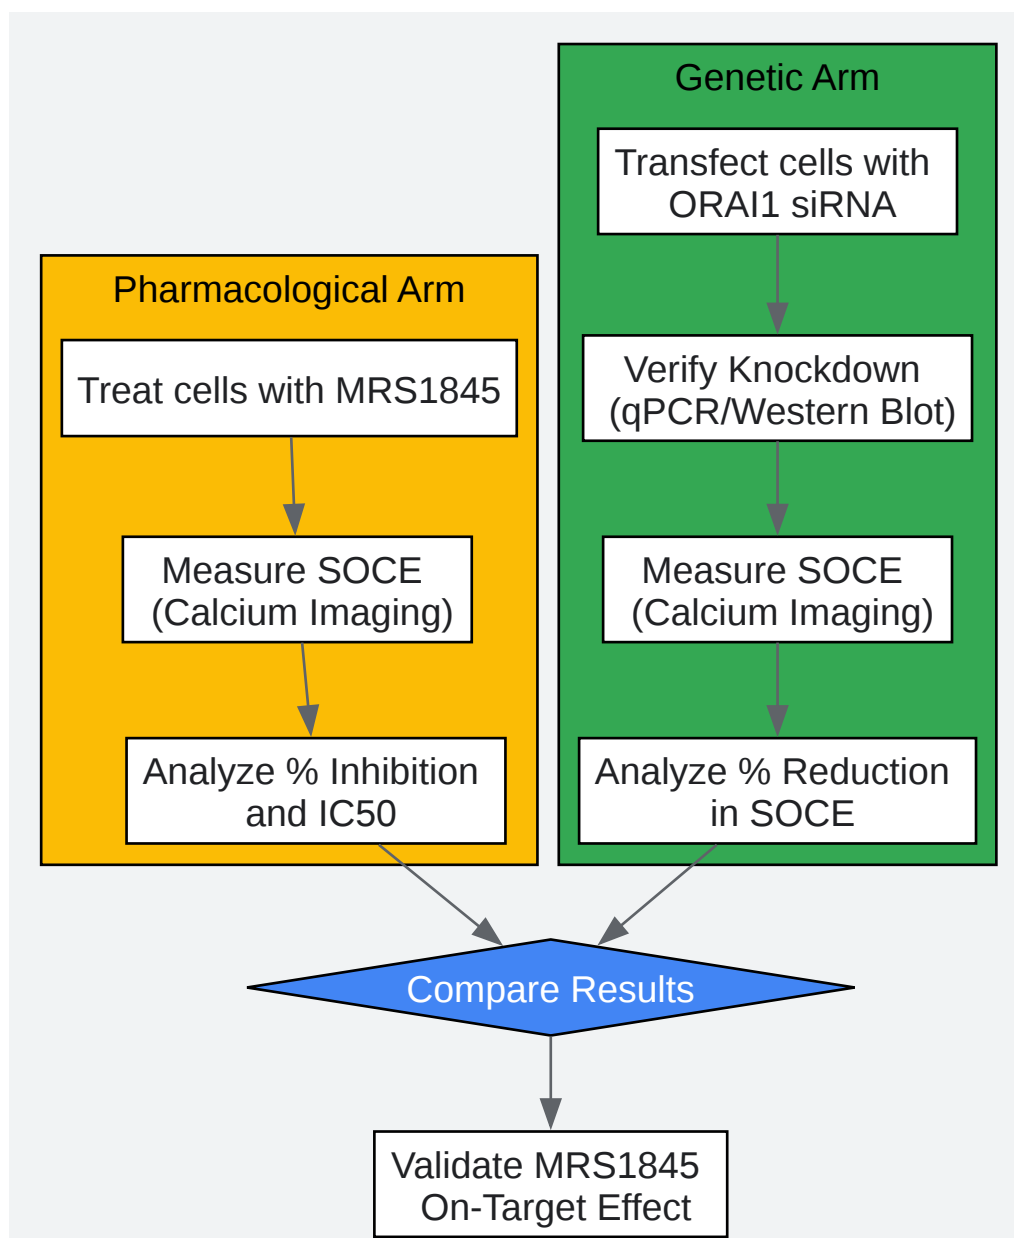 Genetic Arm
Transfect cells with
ORAI1 siRNA
Verify Knockdown
(qPCR/Western Blot)
Measure SOCE
(Calcium Imaging)
Analyze % Reduction
in SOCE
Pharmacological Arm
Treat cells with MRS1845
Measure SOCE
(Calcium Imaging)
Analyze % Inhibition
and IC50
Compare Results
Validate MRS1845
On-Target Effect